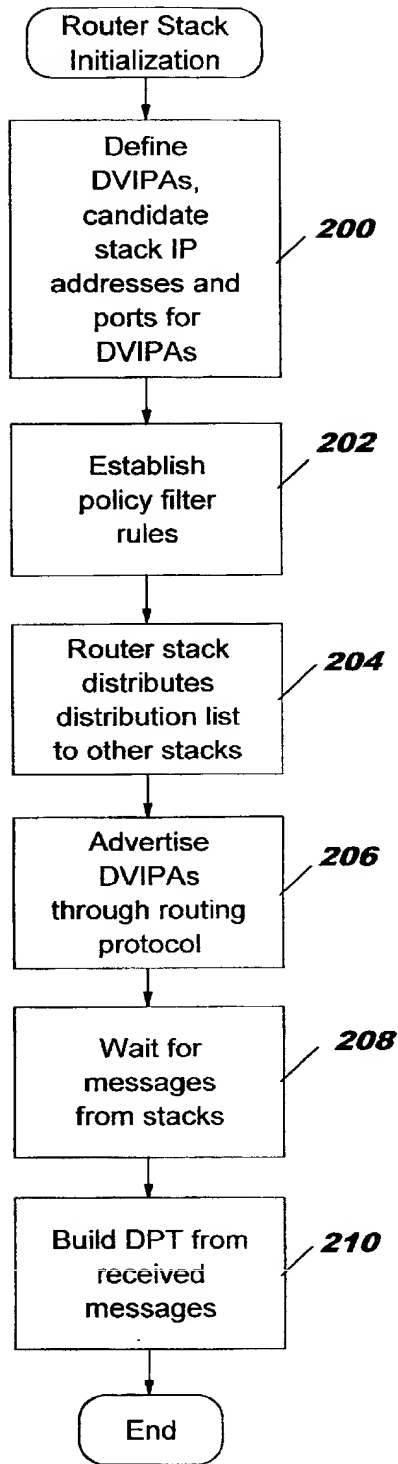 Router Stack
Initialization
Define
DVIPAs,
candidate
stack IP
addresses and
ports for
DVIPAs
200
Establish
policy filter
rules
202
Router stack
distributes
distribution list
to other stacks
204
Advertise
DVIPAs
through routing
protocol
206
Wait for
messages
from stacks
208
Build DPT from
received
messages
210
End